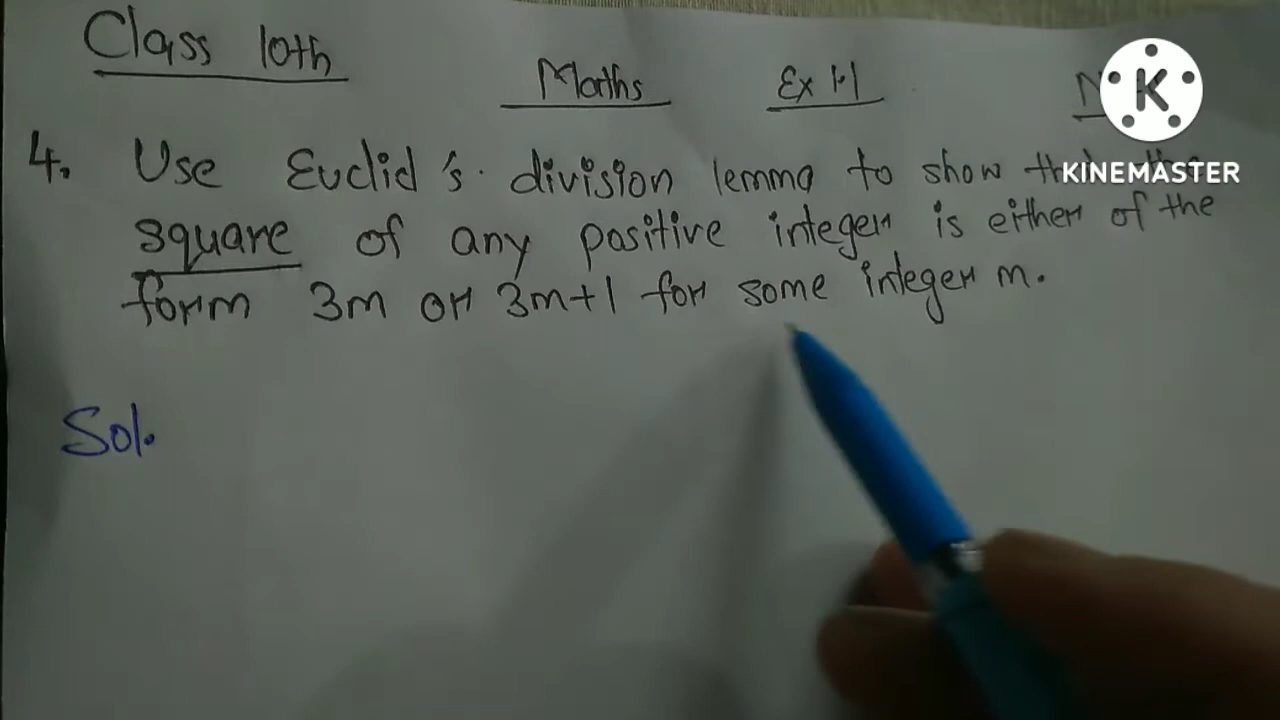 Class 10th
Maths Ex 1.1
K
KINEMASTER
4. Use Euclid's division lemma to show
square of any positive integer is either of the
form 3m or 3m+1 for some integer m.
Sol.